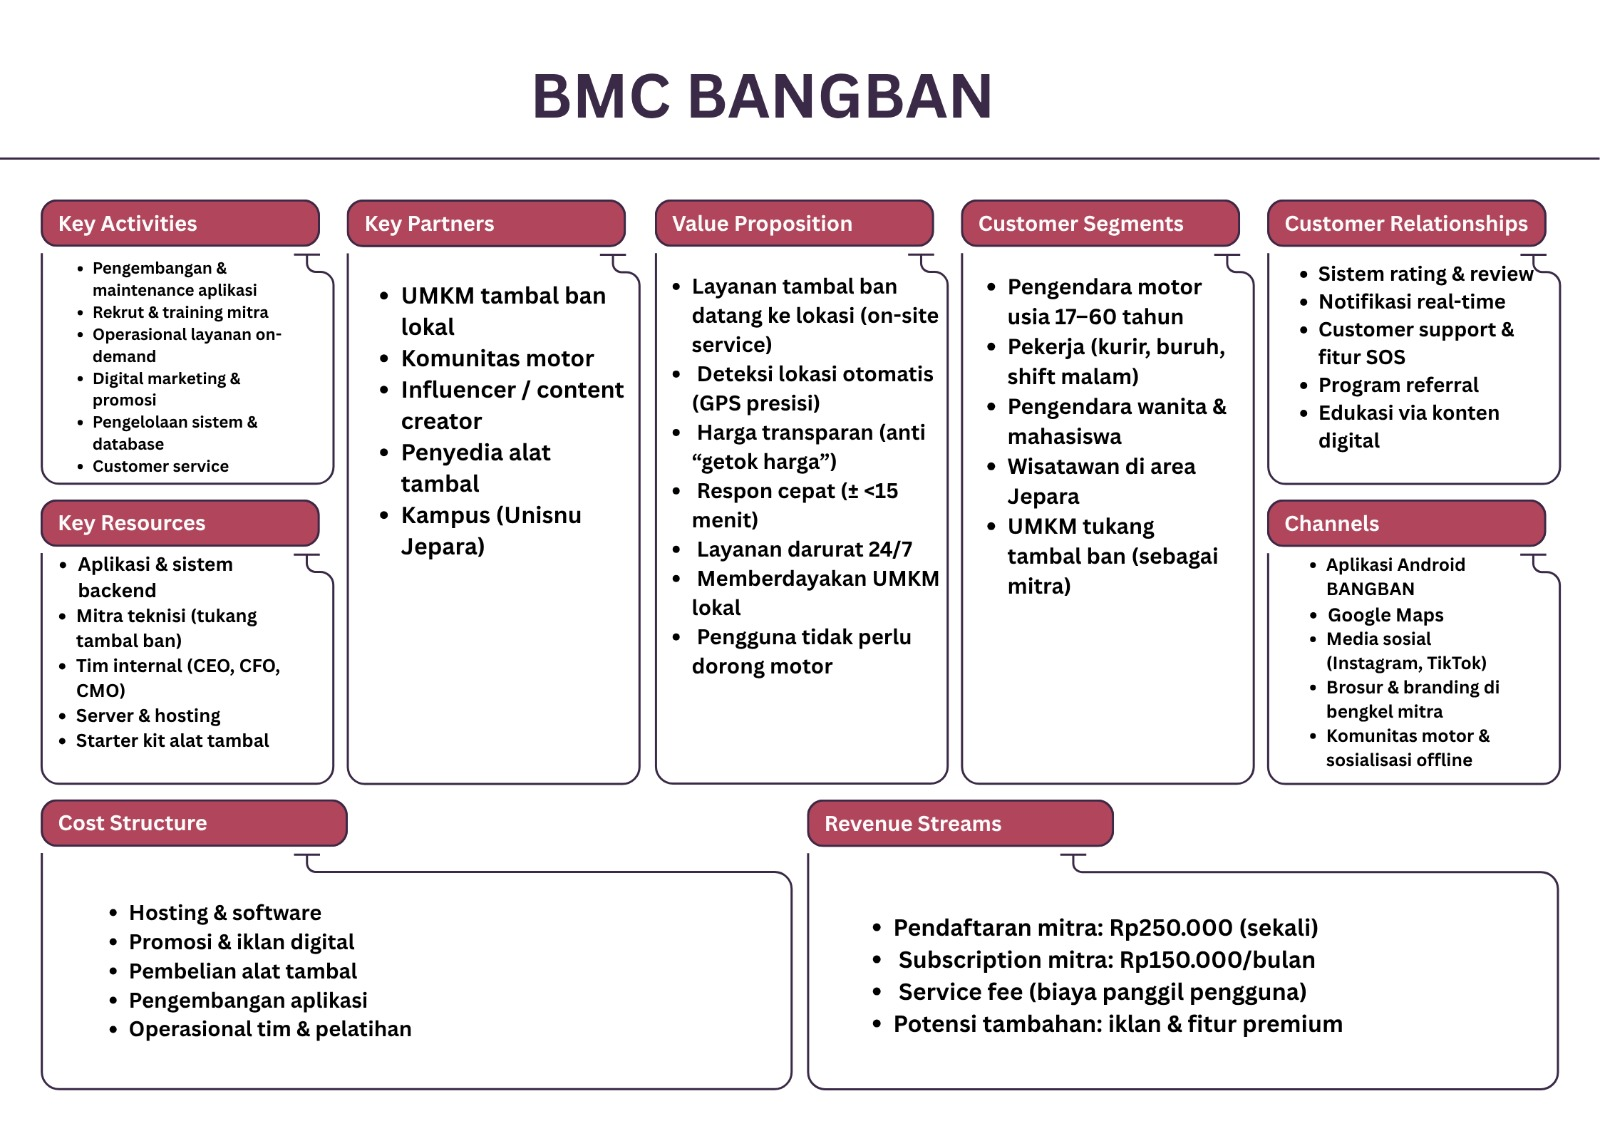 BMC BANGBAN
Key Activities
Pengembangan &
maintenance aplikasi
Rekrut & training mitra
Operasional layanan on-
demand
Digital marketing &
promosi
Pengelolaan sistem &
database
Customer service
Key Resources
Aplikasi & sistem
backend
Mitra teknisi (tukang
tambal ban)
Tim internal (CEO, CFO,
CMO)
Server & hosting
Starter kit alat tambal
Key Partners
UMKM tambal ban
lokal
Komunitas motor
Influencer / content
creator
Penyedia alat
tambal
Kampus (Unisnu
Jepara)
Value Proposition
Layanan tambal ban
datang ke lokasi (on-site
service)
Deteksi lokasi otomatis
(GPS presisi)
Harga transparan (anti
“getok harga”)
Respon cepat (± <15
menit)
Layanan darurat 24/7
Memberdayakan UMKM
lokal
Pengguna tidak perlu
dorong motor
Customer Segments
Pengendara motor
usia 17–60 tahun
Pekerja (kurir, buruh,
shift malam)
Pengendara wanita &
mahasiswa
Wisatawan di area
Jepara
UMKM tukang
tambal ban (sebagai
mitra)
Customer Relationships
Sistem rating & review
Notifikasi real-time
Customer support &
fitur SOS
Program referral
Edukasi via konten
digital
Channels
Aplikasi Android
BANGBAN
Google Maps
Media sosial
(Instagram, TikTok)
Brosur & branding di
bengkel mitra
Komunitas motor &
sosialisasi offline
Cost Structure
Hosting & software
Promosi & iklan digital
Pembelian alat tambal
Pengembangan aplikasi
Operasional tim & pelatihan
Revenue Streams
Pendaftaran mitra: Rp250.000 (sekali)
Subscription mitra: Rp150.000/bulan
Service fee (biaya panggil pengguna)
Potensi tambahan: iklan & fitur premium